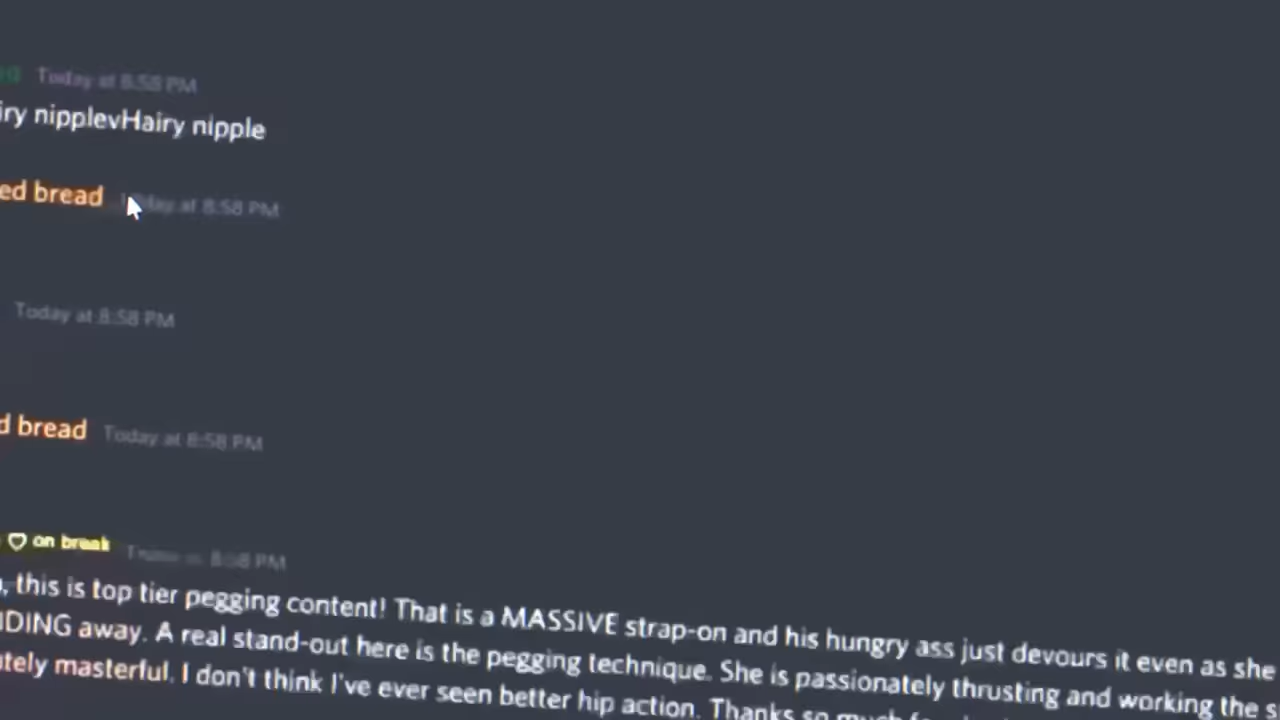 Today at 8:58 PM
iry nipplevHairy nipple
ed bread at 8:58 PM
Today at 8:58 PM
d bread Today at 8:58 PM
on break PM
, this is top tier pegging content! That is a MASSIVE strap-on and his hungry ass just devours it even as she
DING away. A real stand-out here is the pegging technique. She is passionately thrusting and working the s
tely masterful. I don't think I've ever seen better hip action. Thanks so much